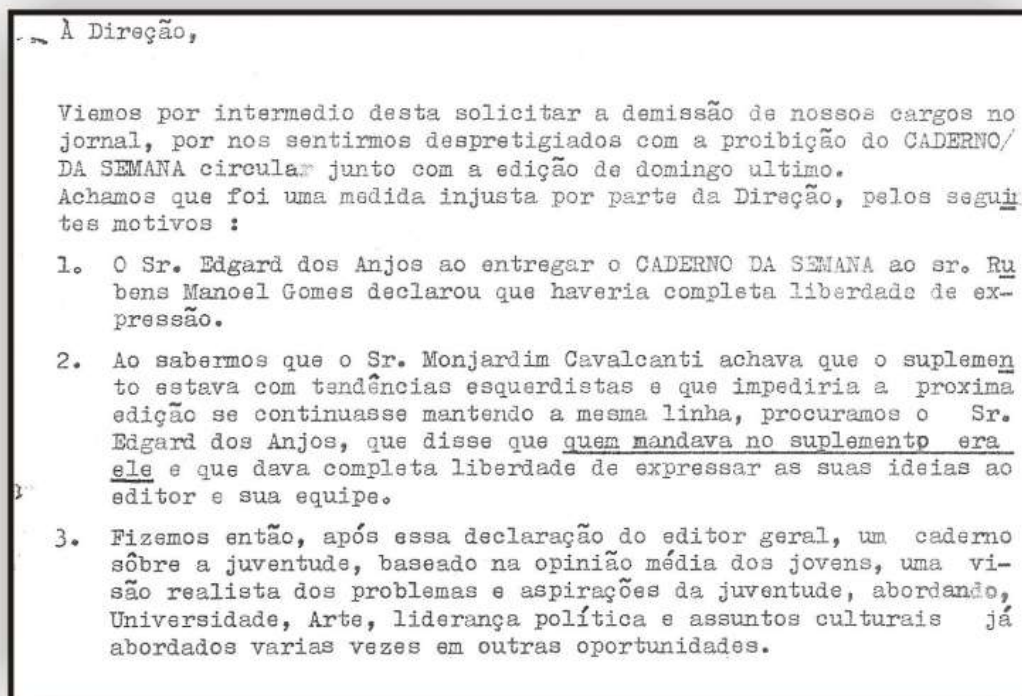 À Direção,
Viemos por intermedio desta solicitar a demissão de nossos cargos no
jornal, por nos sentirmos despretigiados com a proibição do CADERNO/
DA SEMANA circular junto com a edição de domingo ultimo.
Achamos que foi uma medida injusta por parte da Direção, pelos seguin
tes motivos :
1. O Sr. Edgard dos Anjos ao entregar o CADERNO DA SEMANA ao sr. Ru
bens Manoel Gomes declarou que haveria completa liberdade de ex-
pressão.
2. Ao sabermos que o Sr. Monjardim Cavalcanti achava que o suplemen
to estava com tendências esquerdistas e que impediria a proxima
edição se continuasse mantendo a mesma linha, procuramos o Sr.
Edgard dos Anjos, que disse que quem mandava no suplemento era
ele e que dava completa liberdade de expressar as suas ideias ao
editor e sua equipe.
3. Fizemos então, após essa declaração do editor geral, um caderno
sôbre a juventude, baseado na opinião média dos jovens, uma vi-
são realista dos problemas e aspirações da juventude, abordando,
Universidade, Arte, liderança política e assuntos culturais já
abordados varias vezes em outras oportunidades.